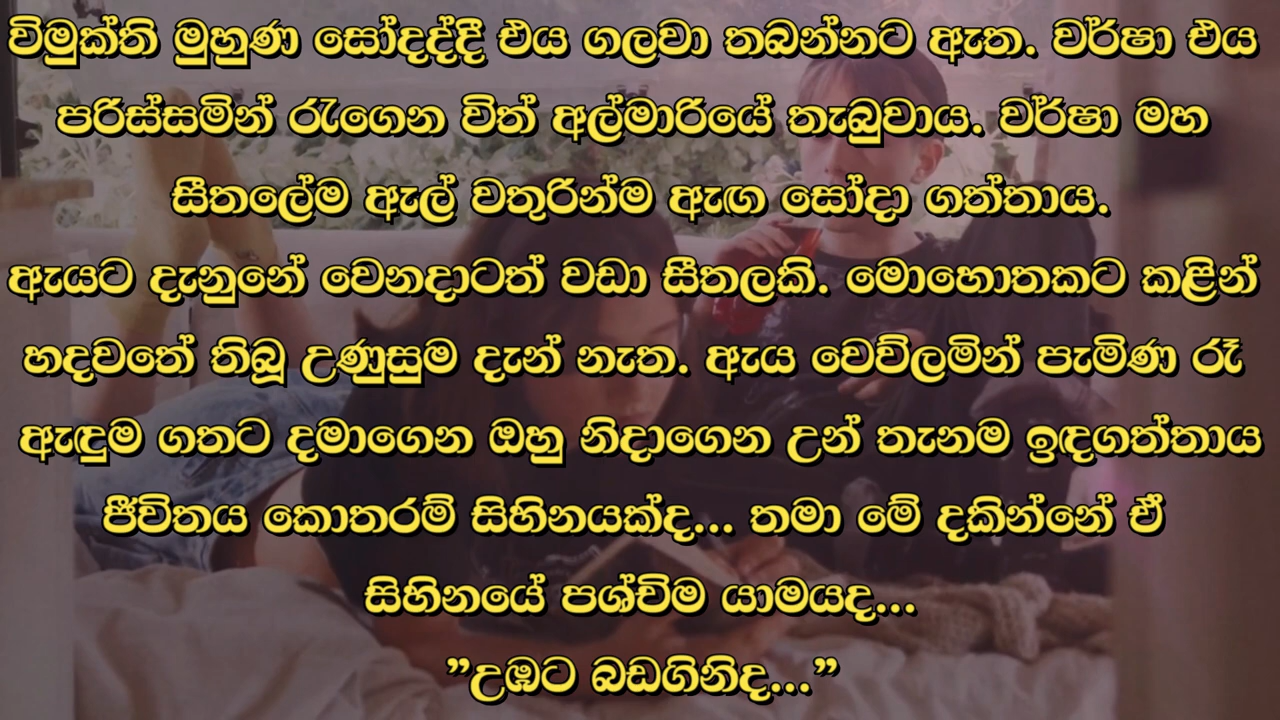 විමුක්ති මුහුණ සෝදද්දී එය ගලවා තබන්නට ඇත. වර්ෂා එය
පරිස්සමින් රැගෙන විත් අල්මාරියේ තැබුවාය. වර්ෂා මහ
සීතලේම ඇල් වතුරින්ම ඇඟ සෝදා ගත්තාය.
ඇයට දැනුනේ වෙනදාටත් වඩා සීතලකි. මොහොතකට කළින්
හදවතේ තිබූ උණුසුම දැන් නැත. ඇය වෙව්ලමින් පැමිණ රෑ
ඇඳුම ගතට දමාගෙන ඔහු නිදාගෙන උන් තැනම ඉඳගත්තාය
ජීවිතය කොතරම් සිහිනයක්ද... තමා මේ දකින්නේ ඒ
සිහිනයේ පශ්චිම යාමයද...
”උඹට බඩගිනිද...”